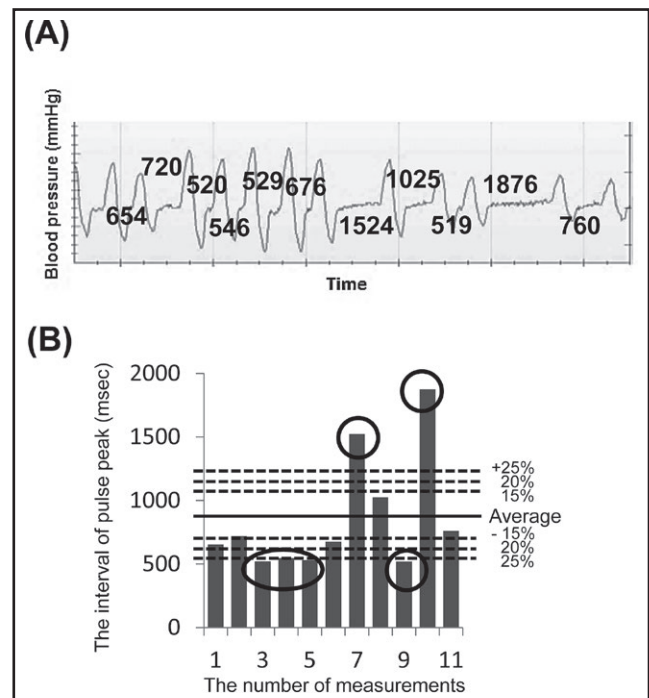 (A)
Blood pressure (mmHg)
720
520
529
676
1025
1876
654
546
1524
519
760
Time
(B)
The interval of pulse peak (msec)
2000
1500
1000
500
0
+25%
20%
15%
Average
- 15%
20%
25%
1 3 5 7 9 11
The number of measurements